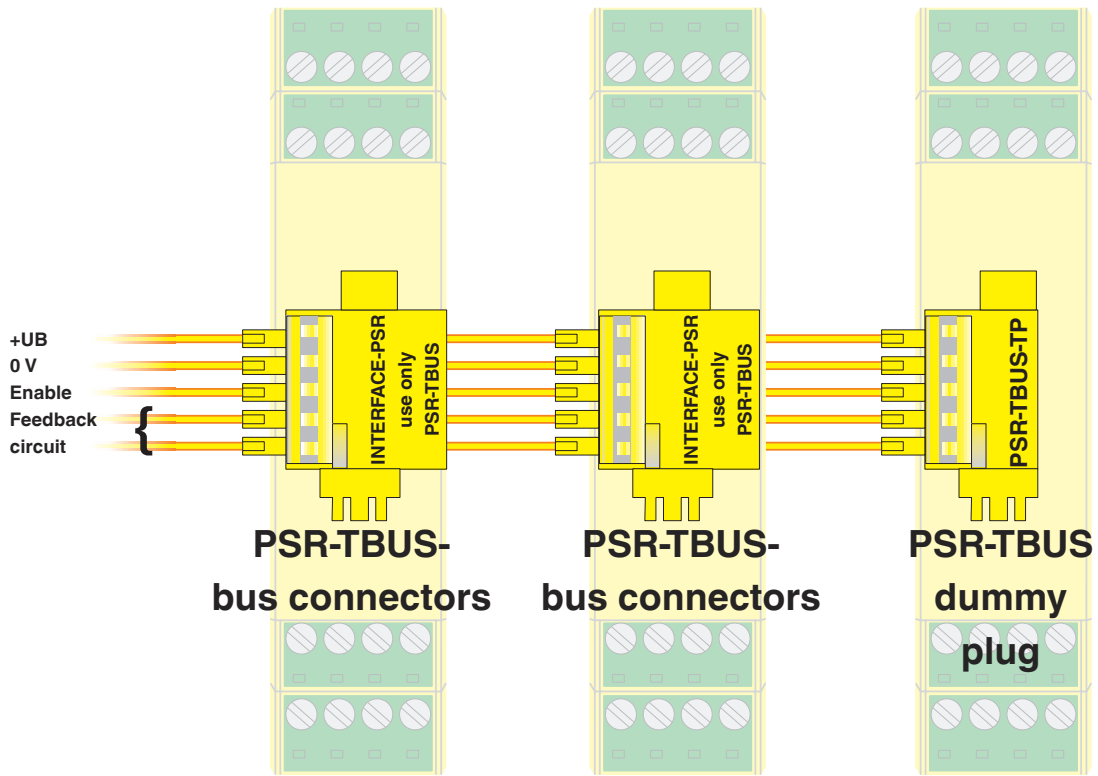 +UB
0 V
Enable
Feedback
circuit
{
INTERFACE-PSR
use only
PSR-TBUS
INTERFACE-PSR
use only
PSR-TBUS
PSR-TBUS-TP
PSR-TBUS-
bus connectors
PSR-TBUS-
bus connectors
PSR-TBUS
dummy
plug